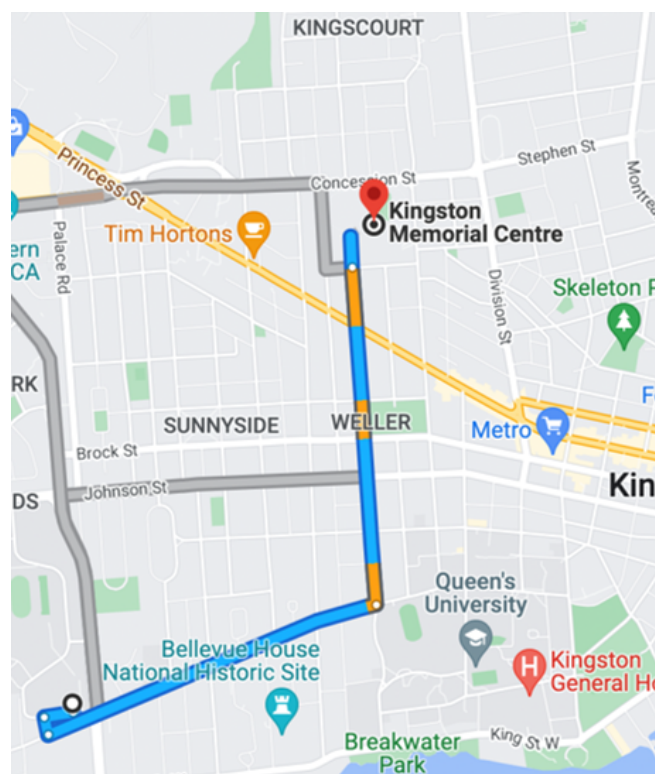 KINGSCOURT
Stephen St
Concession St
Princess St
Kingston
Memorial Centre
Tim Hortons
ern
CA
Palace Rd
Division St
Skeleton P
RK
SUNNYSIDE
WELLER
Metro
Brock St
Johnson St
DS
Kin
Queen's
University
Bellevue House
National Historic Site
Kingston
General Ho
King St W
Breakwater
Park
H